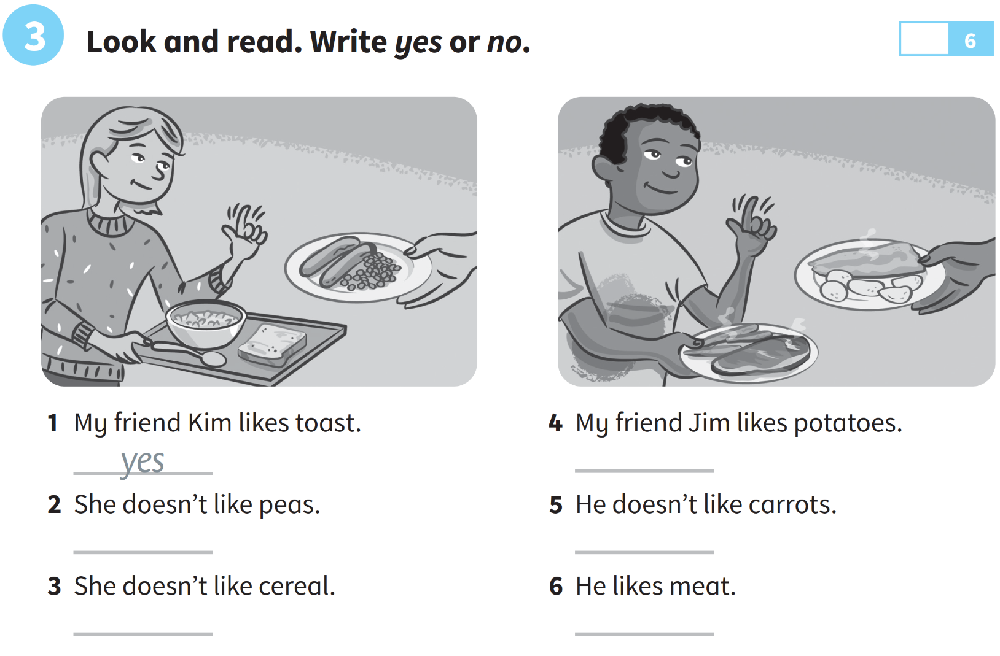 3
Look and read. Write yes or no.
6
1 My friend Kim likes toast.
yes
2 She doesn’t like peas.
3 She doesn’t like cereal.
4 My friend Jim likes potatoes.
5 He doesn’t like carrots.
6 He likes meat.